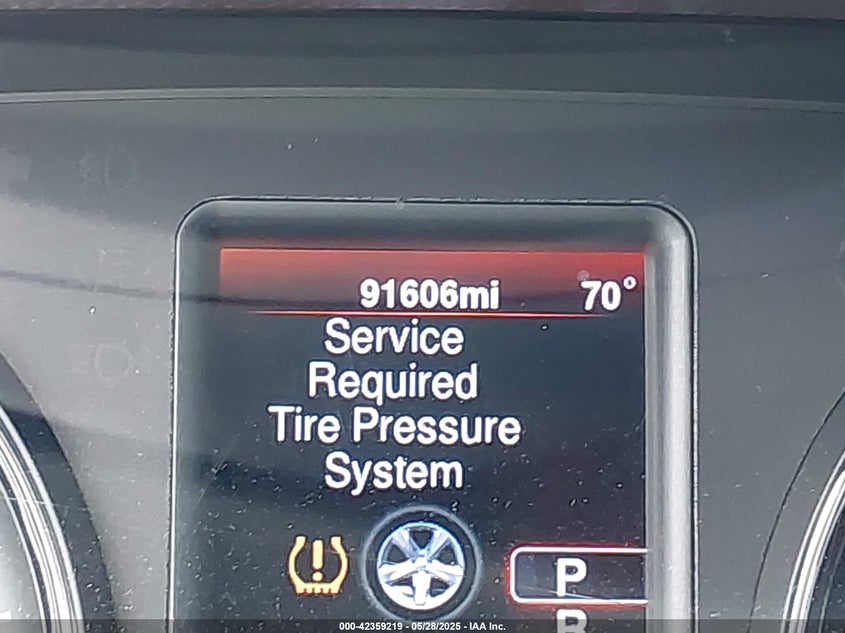 91606mi 70°
Service
Required
Tire Pressure
System
P
R
000-42359219 - 05/28/2025 - IAA Inc.